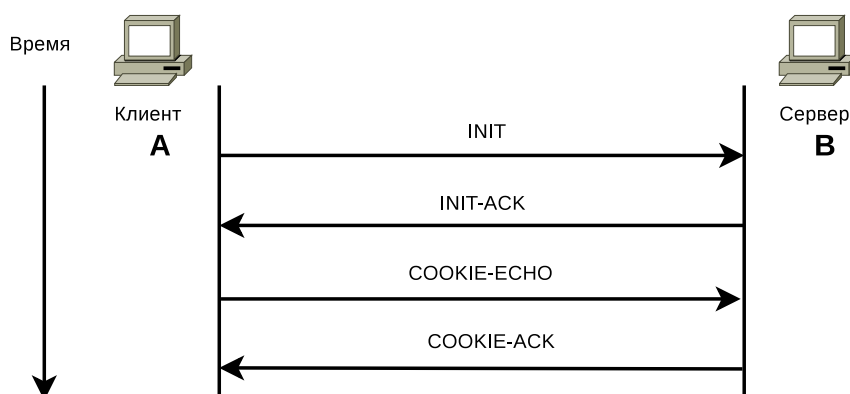 Время
Клиент
A
Сервер
B
INIT
INIT-ACK
COOKIE-ECHO
COOKIE-ACK